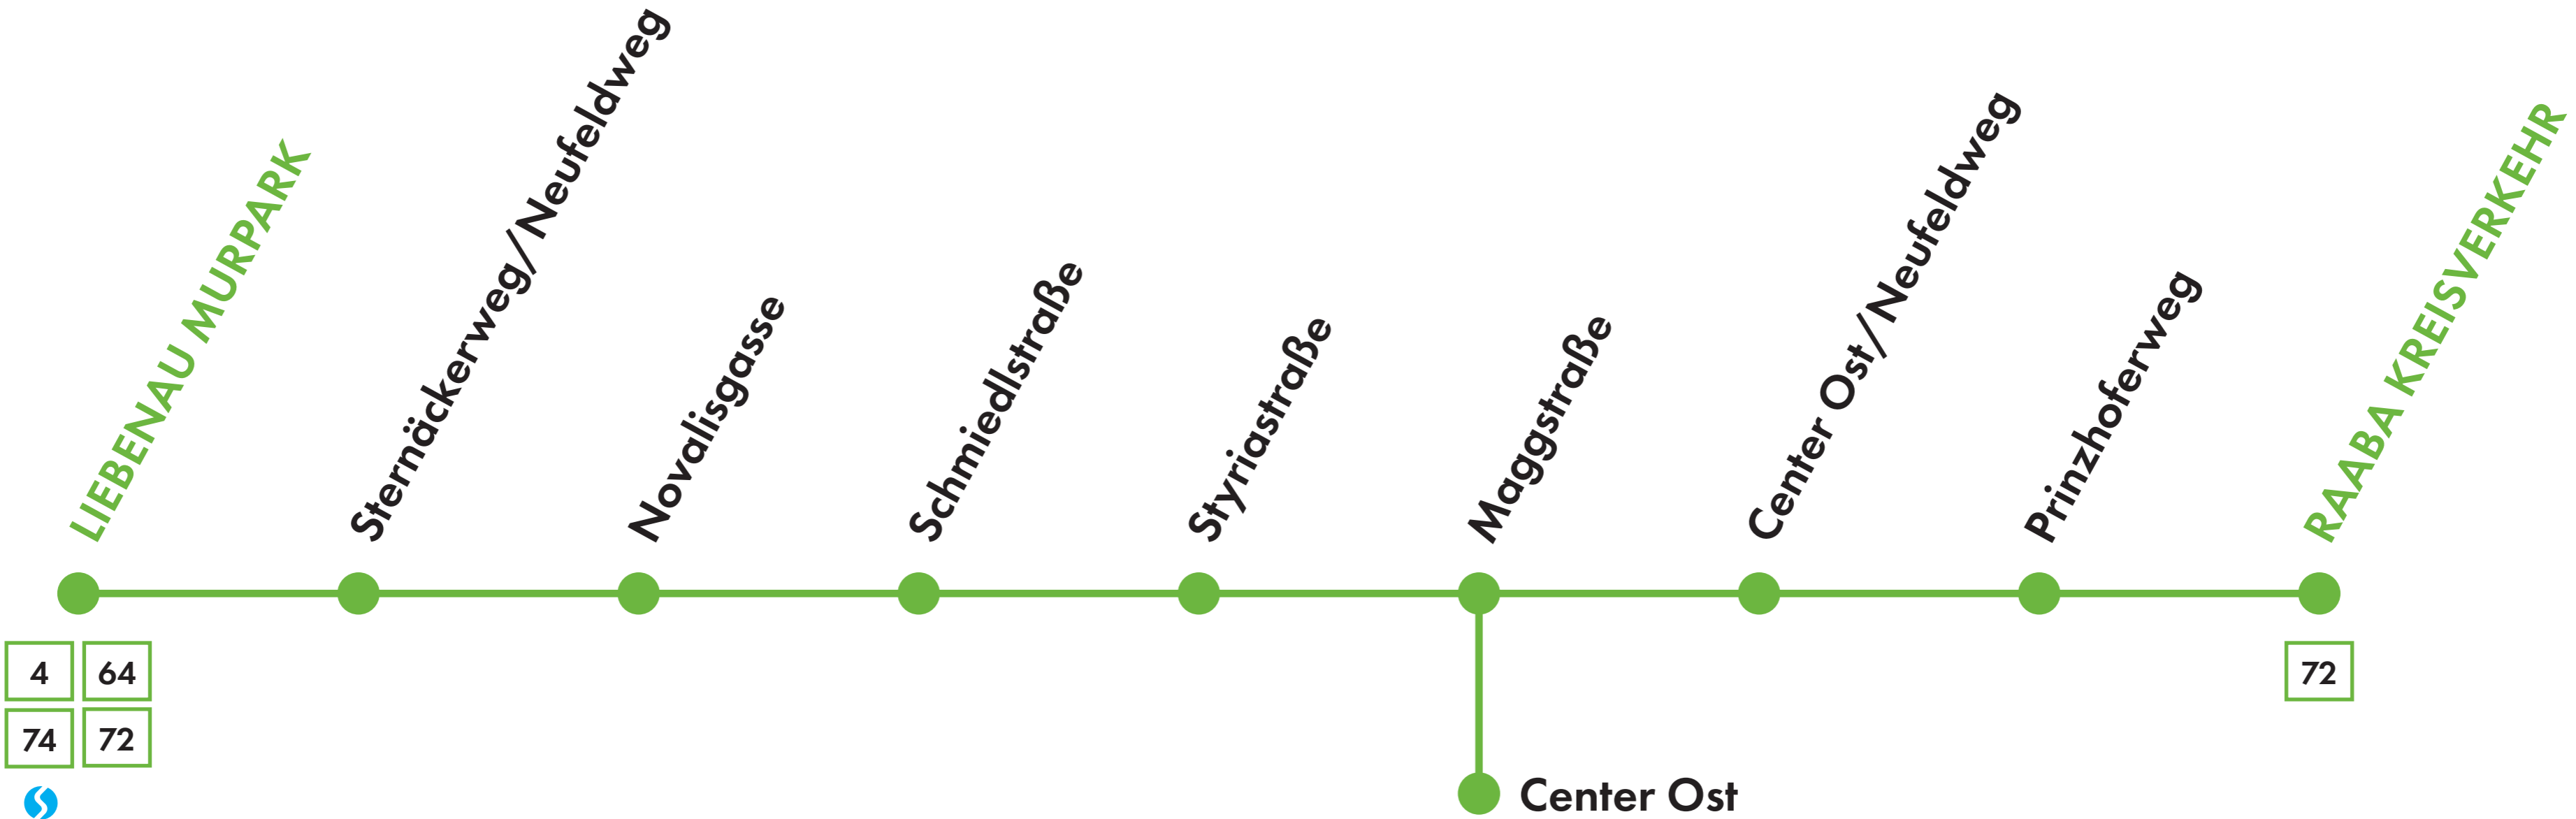 LIEBENAU MURPARK
Sternäckerweg/Neufeldweg
Novalisgasse
Schmiedlstraße
Styriastraße
Maggstraße
Center Ost/Neufeldweg
Prinzhoferweg
RAABA KREISVERKEHR
4 64
74 72
72
Center Ost